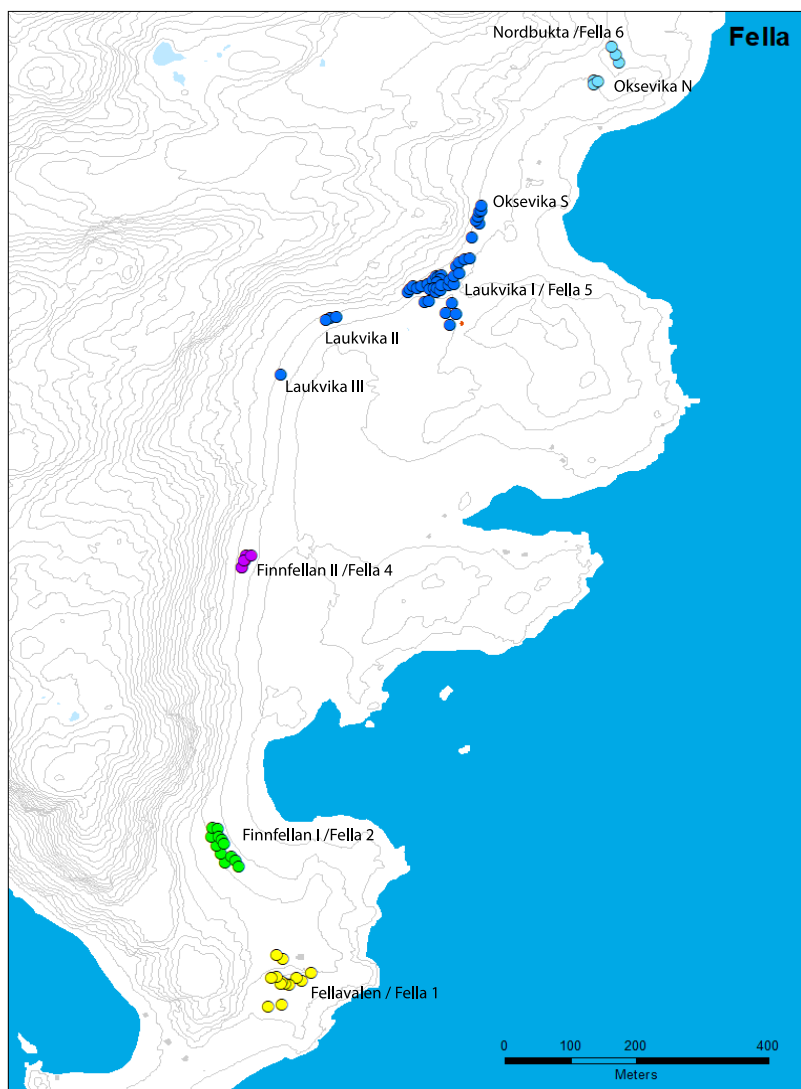 Nordbukta /Fella 6
Fella
Oksevika N
Oksevika S
Laukvika I / Fella 5
Laukvika II
Laukvika III
Finnfellan II /Fella 4
Finnfellan I /Fella 2
Fellavalen / Fella 1
0 100 200 400
Meters